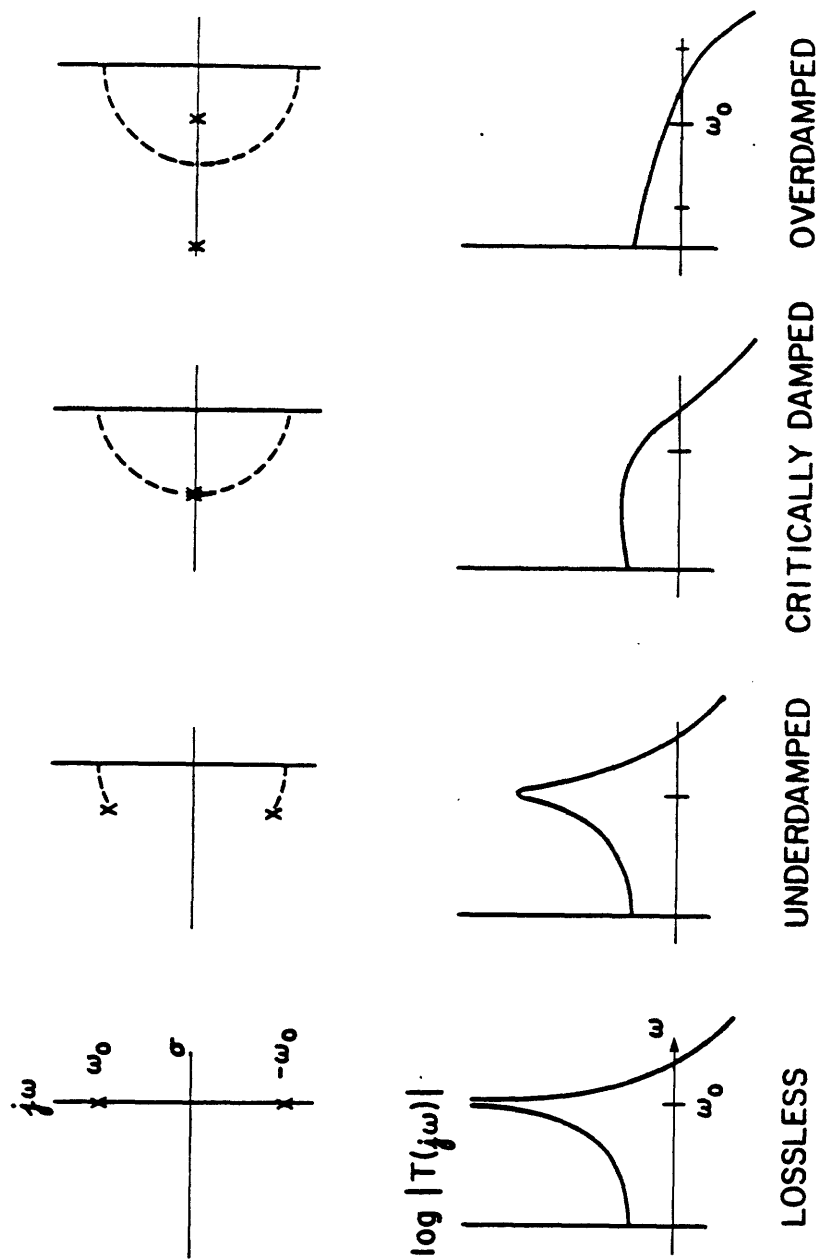 jω
ω₀
σ
-ω₀
log |T(jω)|
ω
ω₀
ω₀
LOSSLESS
UNDERDAMPED
CRITICALLY DAMPED
OVERDAMPED